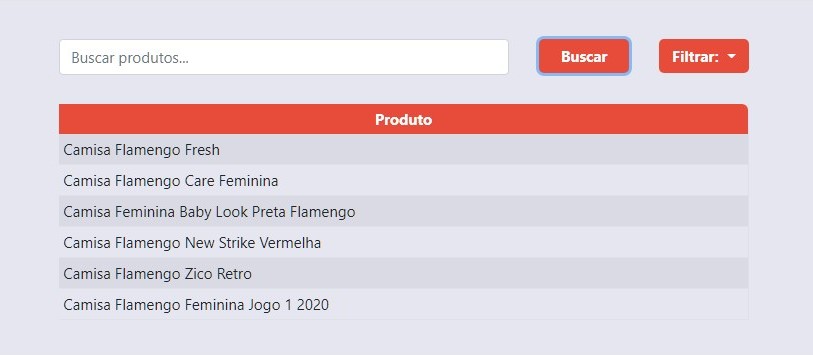 Buscar produtos...
Buscar
Filtrar:
Produto
Camisa Flamengo Fresh
Camisa Flamengo Care Feminina
Camisa Feminina Baby Look Preta Flamengo
Camisa Flamengo New Strike Vermelha
Camisa Flamengo Zico Retro
Camisa Flamengo Feminina Jogo 1 2020